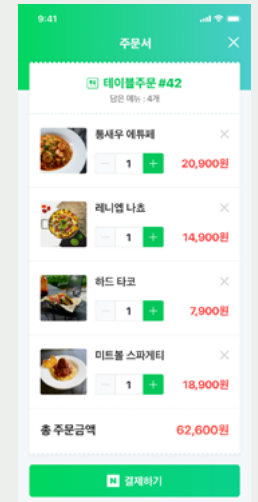 9:41
주문서
테이블주문 #42
담은 메뉴 : 4개
통새우 에튜페
1
20,900원
레니엡 나쵸
1
14,900원
하드 타코
1
7,900원
미트볼 스파게티
1
18,900원
총 주문금액
62,600원
N 결제하기